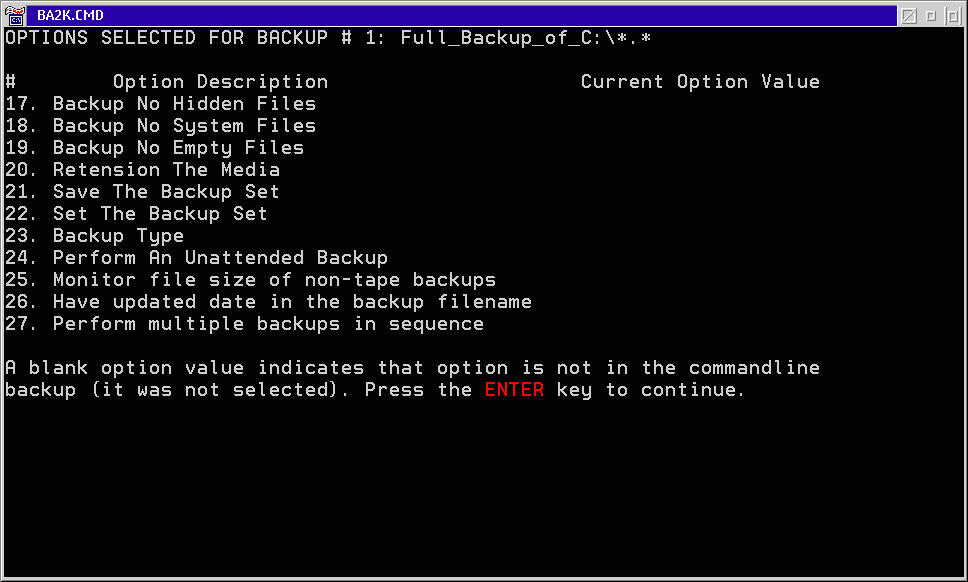 BA2K.CMD
OPTIONS SELECTED FOR BACKUP # 1: Full_Backup_of_C:\*.*
# Option Description Current Option Value
17. Backup No Hidden Files
18. Backup No System Files
19. Backup No Empty Files
20. Retension The Media
21. Save The Backup Set
22. Set The Backup Set
23. Backup Type
24. Perform An Unattended Backup
25. Monitor file size of non-tape backups
26. Have updated date in the backup filename
27. Perform multiple backups in sequence
A blank option value indicates that option is not in the commandline
backup (it was not selected). Press the ENTER key to continue.